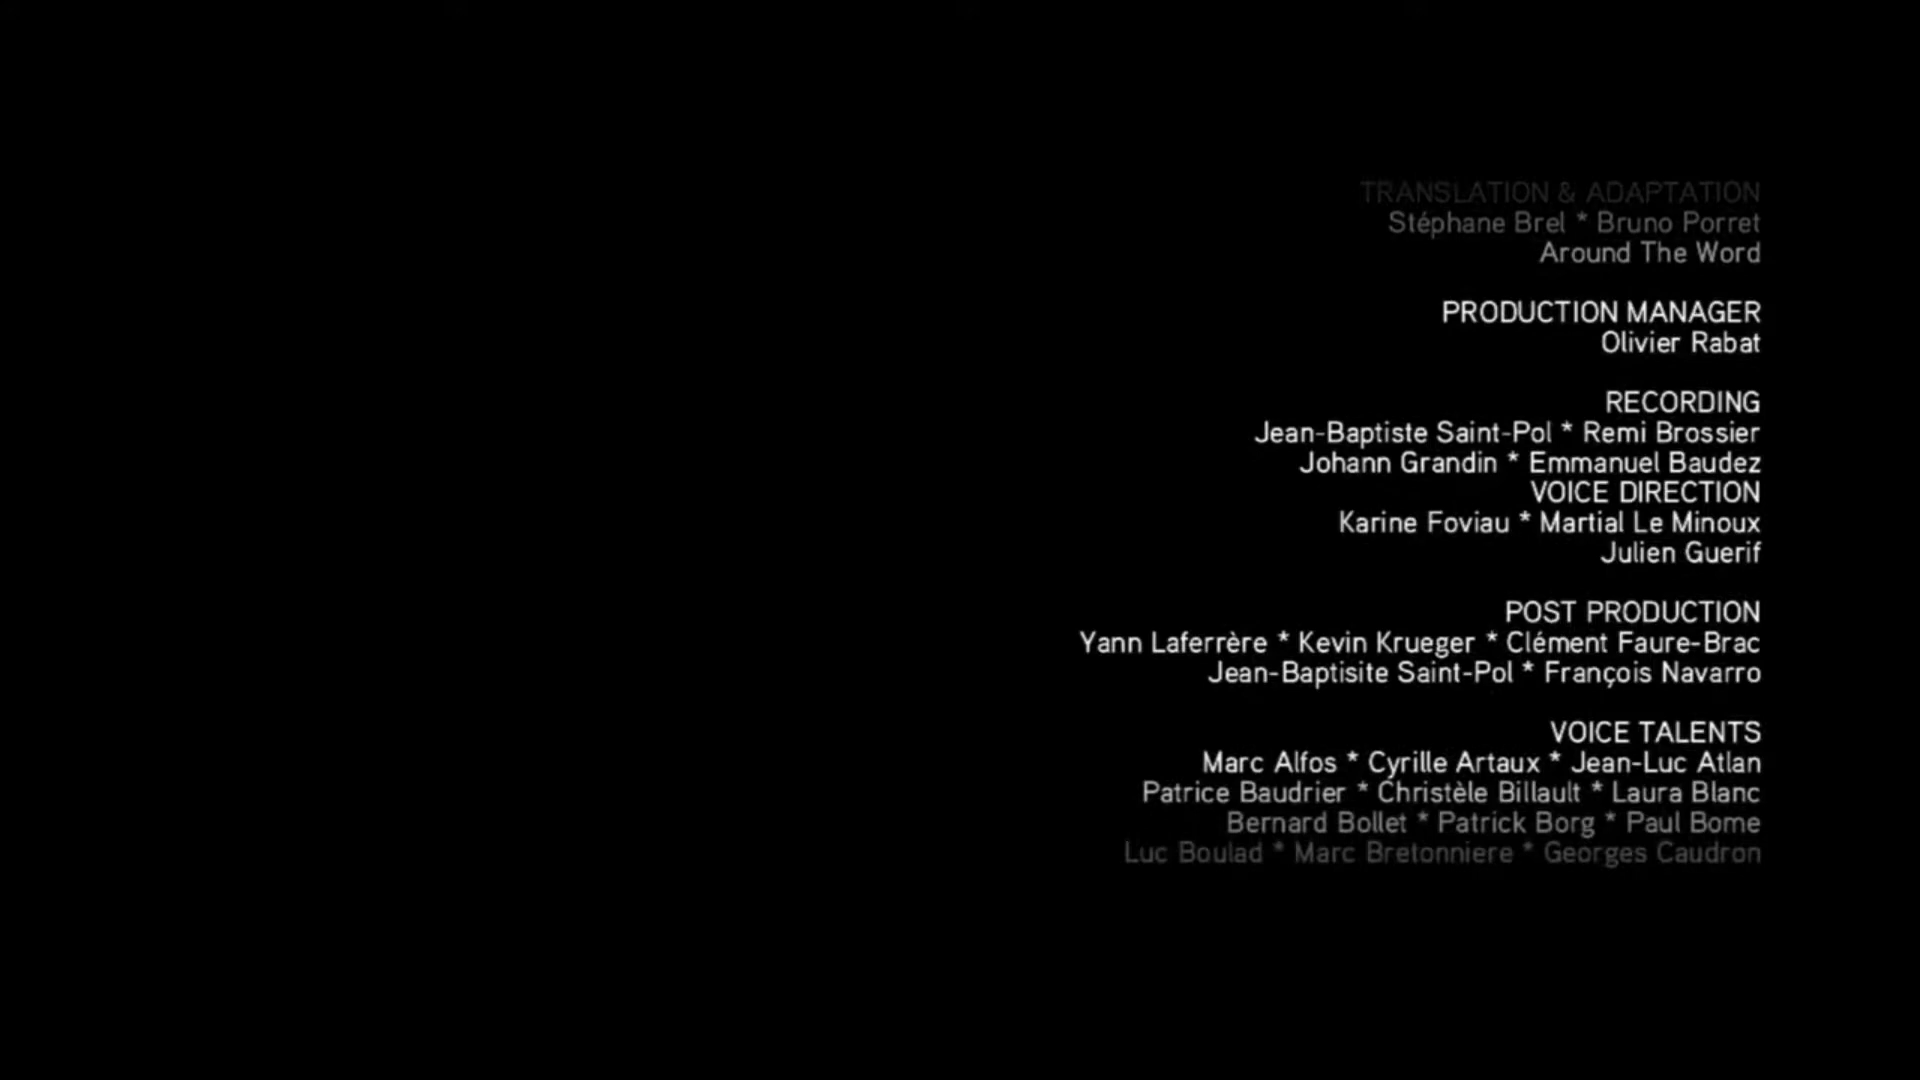 TRANSLATION & ADAPTATION
Stéphane Brel * Bruno Porret
Around The Word
PRODUCTION MANAGER
Olivier Rabat
RECORDING
Jean-Baptiste Saint-Pol * Remi Brossier
Johann Grandin * Emmanuel Baudez
VOICE DIRECTION
Karine Foviau * Martial Le Minoux
Julien Guerif
POST PRODUCTION
Yann Laferrère * Kevin Krueger * Clément Faure-Brac
Jean-Baptisite Saint-Pol * François Navarro
VOICE TALENTS
Marc Alfos * Cyrille Artaux * Jean-Luc Atlan
Patrice Baudrier * Christèle Billault * Laura Blanc
Bernard Bollet * Patrick Borg * Paul Borne
Luc Boulad * Marc Bretonniere * Georges Caudron